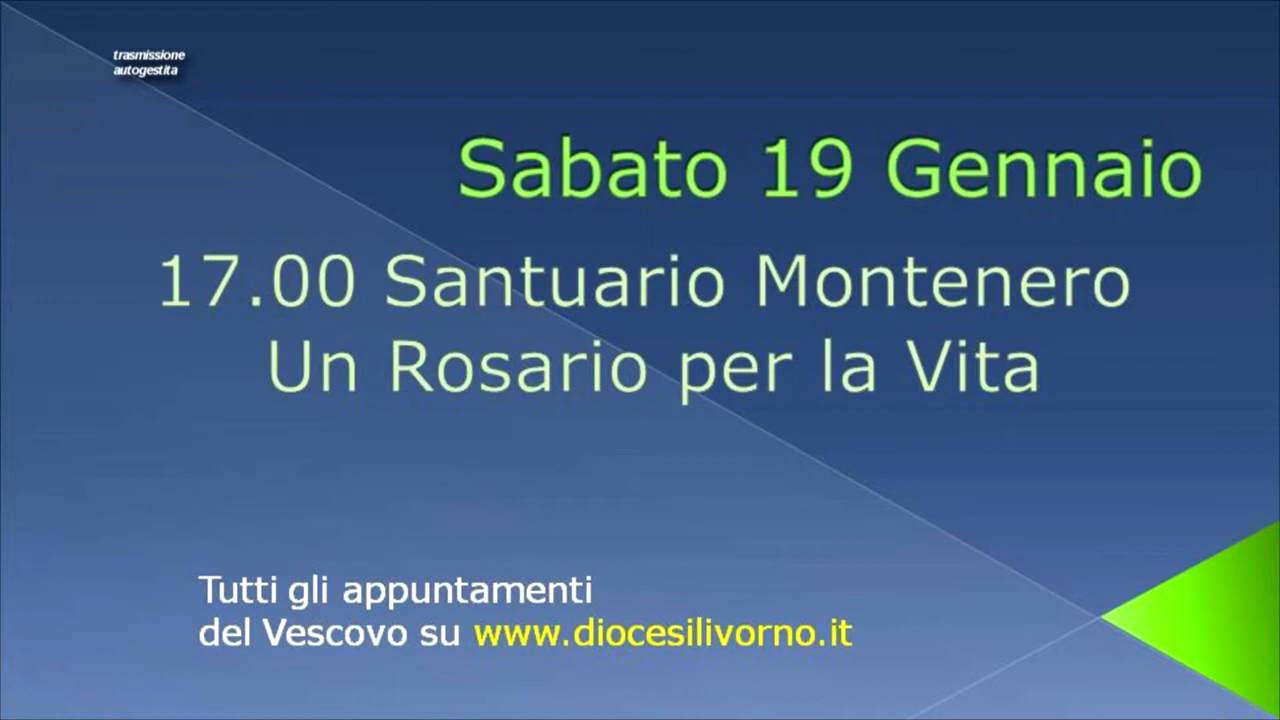 trasmissione
autogestita
Sabato 19 Gennaio
17.00 Santuario Montenero
Un Rosario per la Vita
Tutti gli appuntamenti
del Vescovo su www.diocesilivorno.it